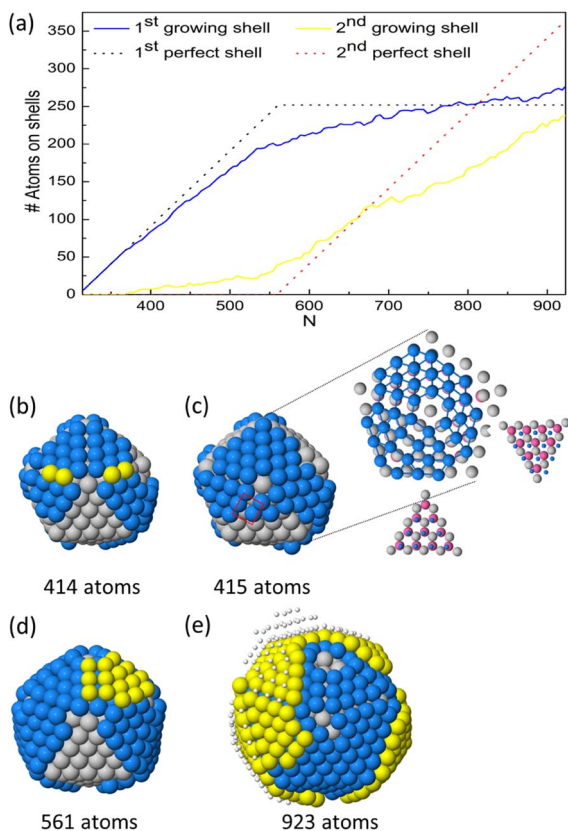 (a)
1st growing shell 2nd growing shell
1st perfect shell 2nd perfect shell
# Atoms on shells
350
300
250
200
150
100
50
0
400 500 600 700 800 900
N
(b) (c)
414 atoms 415 atoms
(d) (e)
561 atoms 923 atoms